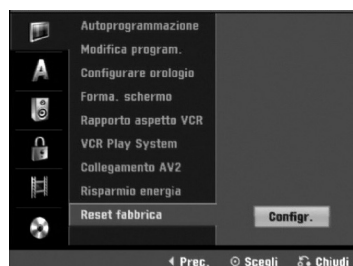 Autoprogrammazione
Modifica program.
A
Configurare orologio
Forma. schermo
Rapporto aspetto VCR
VCR Play System
Collegamento AV2
Risparmio energia
Reset fabbrica
Configr.
Prec. Scegli Chiudi